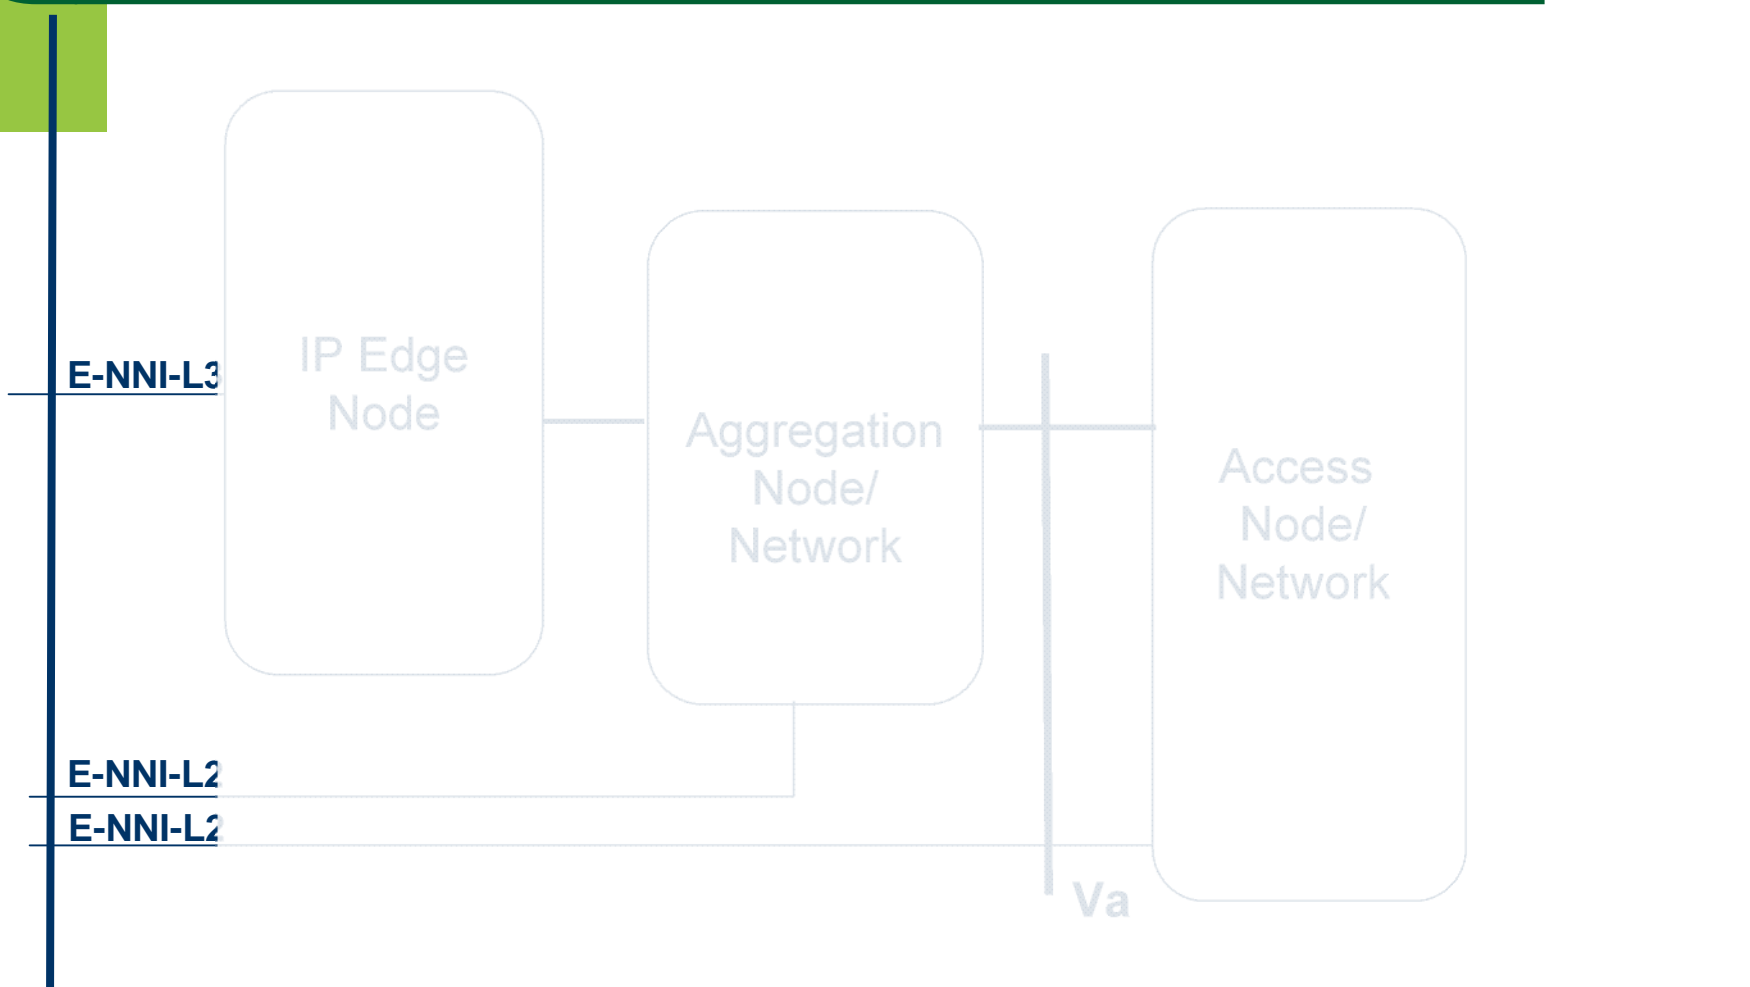 IP Edge
Node
E-NNI-L3
Aggregation
Node/
Network
Access
Node/
Network
E-NNI-L2
E-NNI-L2
Va